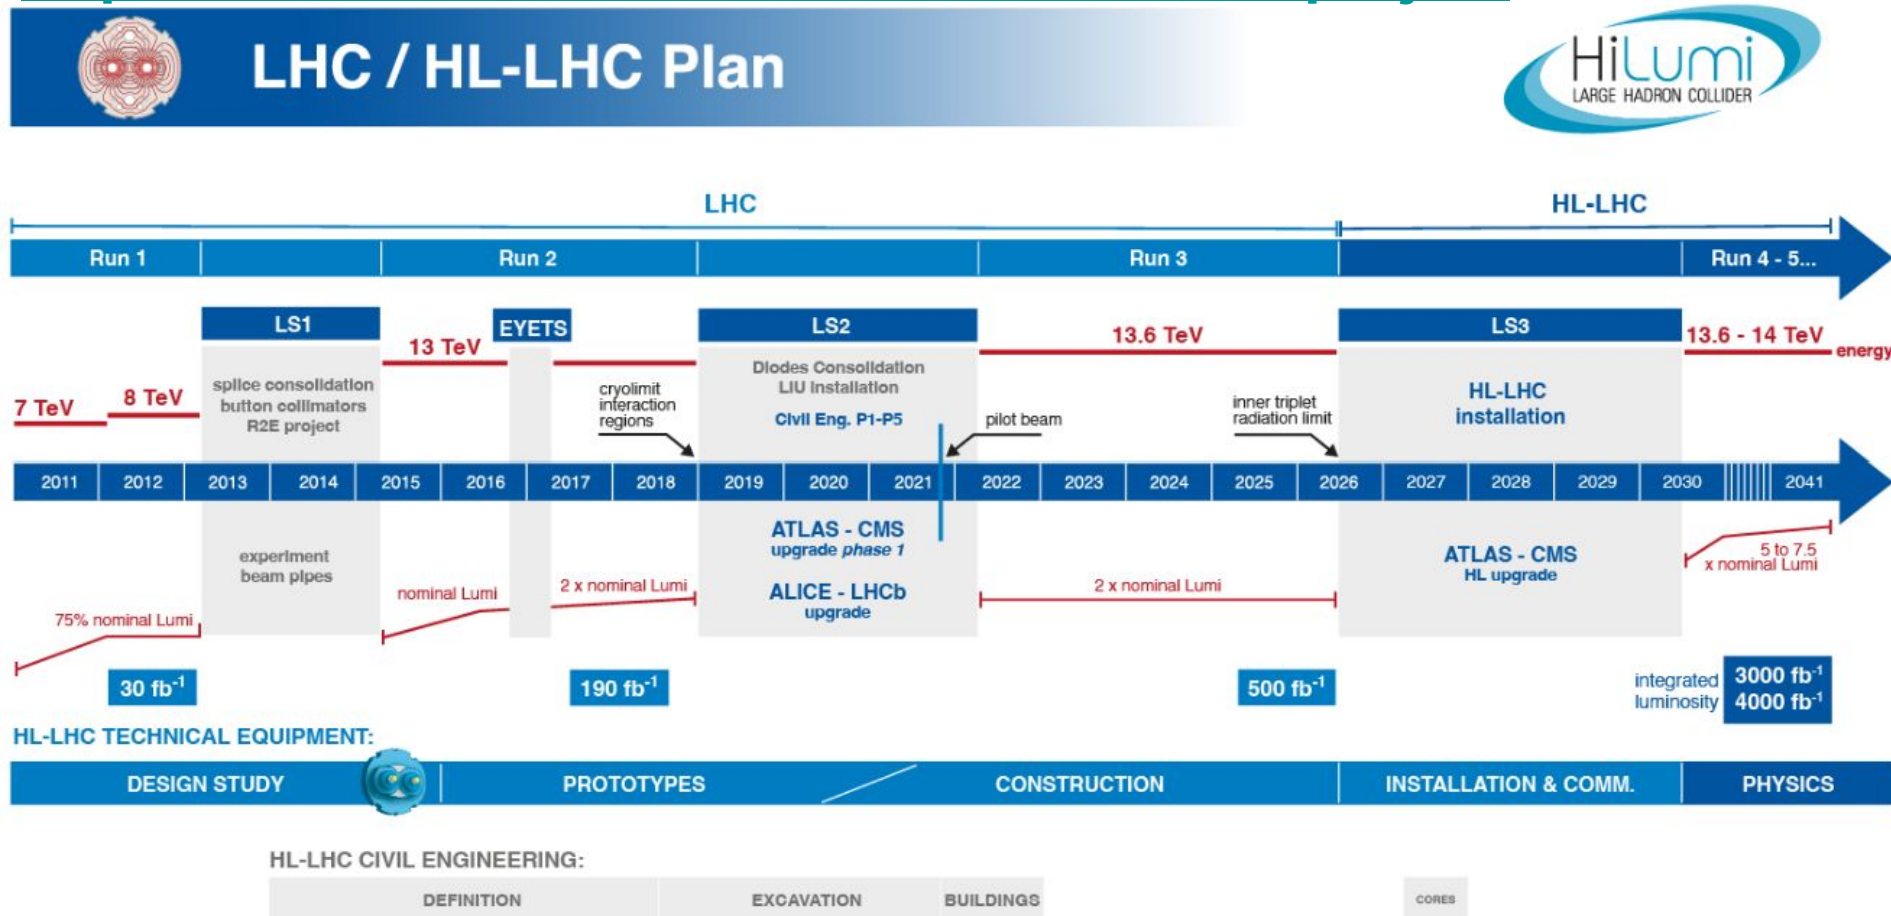 LHC / HL-LHC Plan
HiLumi
LARGE HADRON COLLIDER
LHC
HL-LHC
Run 1
Run 2
Run 3
Run 4 - 5...
LS1
EYETS
LS2
LS3
13 TeV
13.6 TeV
13.6 - 14 TeV
energy
7 TeV
8 TeV
splice consolidation
button collimators
R2E project
cryolimit
interaction
regions
Diodes Consolidation
LIU Installation
Civil Eng. P1-P5
pilot beam
inner triplet
radiation limit
HL-LHC
installation
2011
2012
2013
2014
2015
2016
2017
2018
2019
2020
2021
2022
2023
2024
2025
2026
2027
2028
2029
2030
2041
experiment
beam pipes
ATLAS - CMS
upgrade phase 1
ALICE - LHCb
upgrade
ATLAS - CMS
HL upgrade
5 to 7.5
x nominal Lumi
75% nominal Lumi
nominal Lumi
2 x nominal Lumi
2 x nominal Lumi
30 fb⁻¹
190 fb⁻¹
500 fb⁻¹
integrated
luminosity
3000 fb⁻¹
4000 fb⁻¹
HL-LHC TECHNICAL EQUIPMENT:
DESIGN STUDY
PROTOTYPES
CONSTRUCTION
INSTALLATION & COMM.
PHYSICS
HL-LHC CIVIL ENGINEERING:
DEFINITION
EXCAVATION
BUILDINGS
CORES